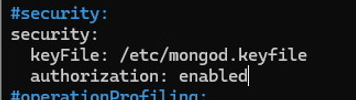 #security:
security:
  keyFile: /etc/mongod.keyfile
  authorization: enabled
#operationProfiling: